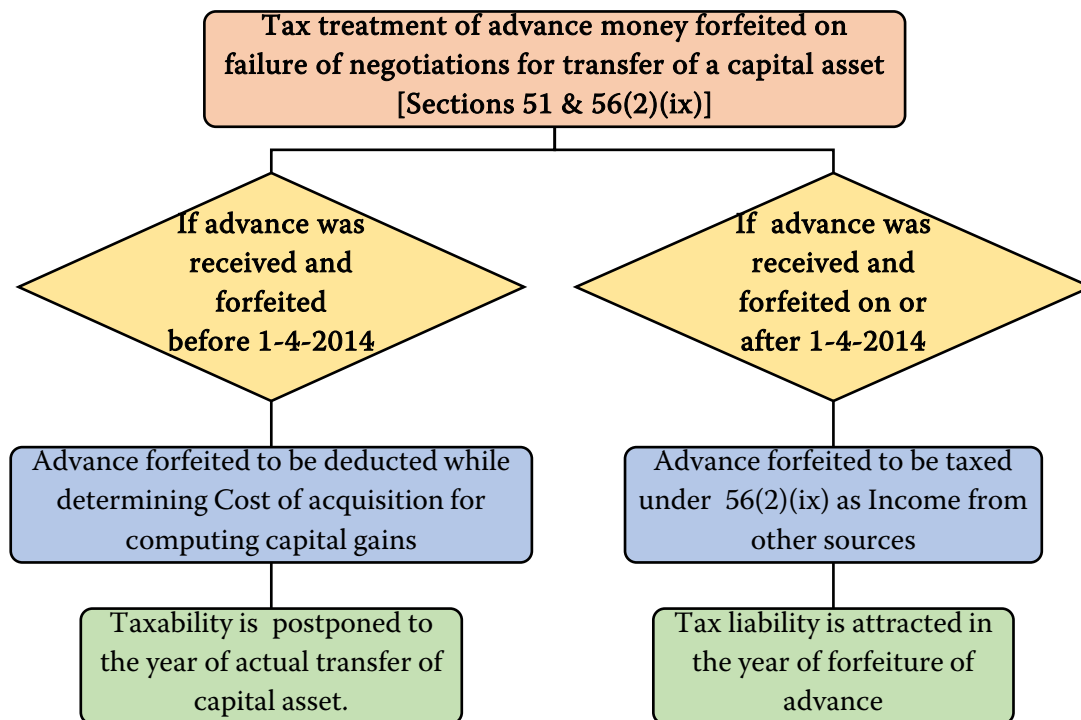 Tax treatment of advance money forfeited on
failure of negotiations for transfer of a capital asset
[Sections 51 & 56(2)(ix)]
If advance was
received and
forfeited
before 1-4-2014
If advance was
received and
forfeited on or
after 1-4-2014
Advance forfeited to be deducted while
determining Cost of acquisition for
computing capital gains
Advance forfeited to be taxed
under 56(2)(ix) as Income from
other sources
Taxability is postponed to
the year of actual transfer of
capital asset.
Tax liability is attracted in
the year of forfeiture of
advance